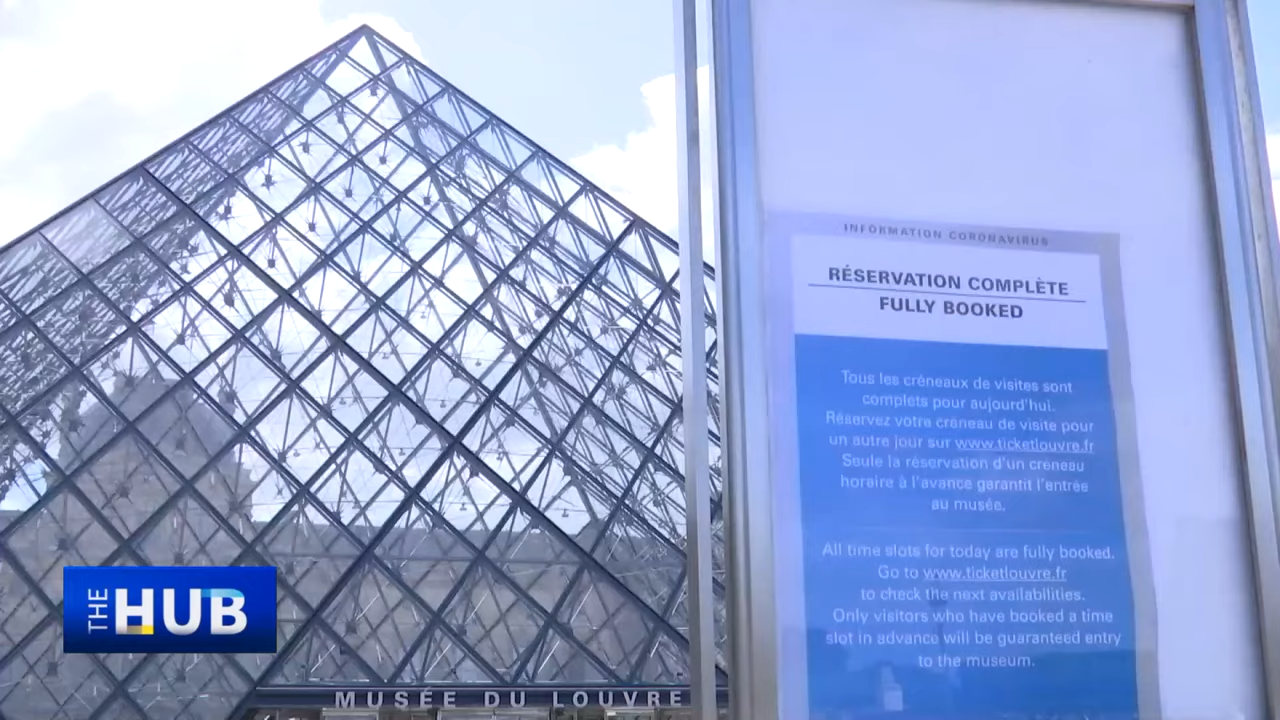 INFORMATION CORONAVIRUS
RÉSERVATION COMPLÈTE
FULLY BOOKED
Tous les créneaux de visites sont
complets pour aujourd'hui.
Réservez votre créneau de visite pour
un autre jour sur www.ticketlouvre.fr
Seule la réservation d'un créneau
horaire à l'avance garantit l'entrée
au musée.
All time slots for today are fully booked.
Go to www.ticketlouvre.fr
to check the next availabilities.
Only visitors who have booked a time
slot in advance will be guaranteed entry
to the museum.
THE HUB
MUSÉE DU LOUVRE